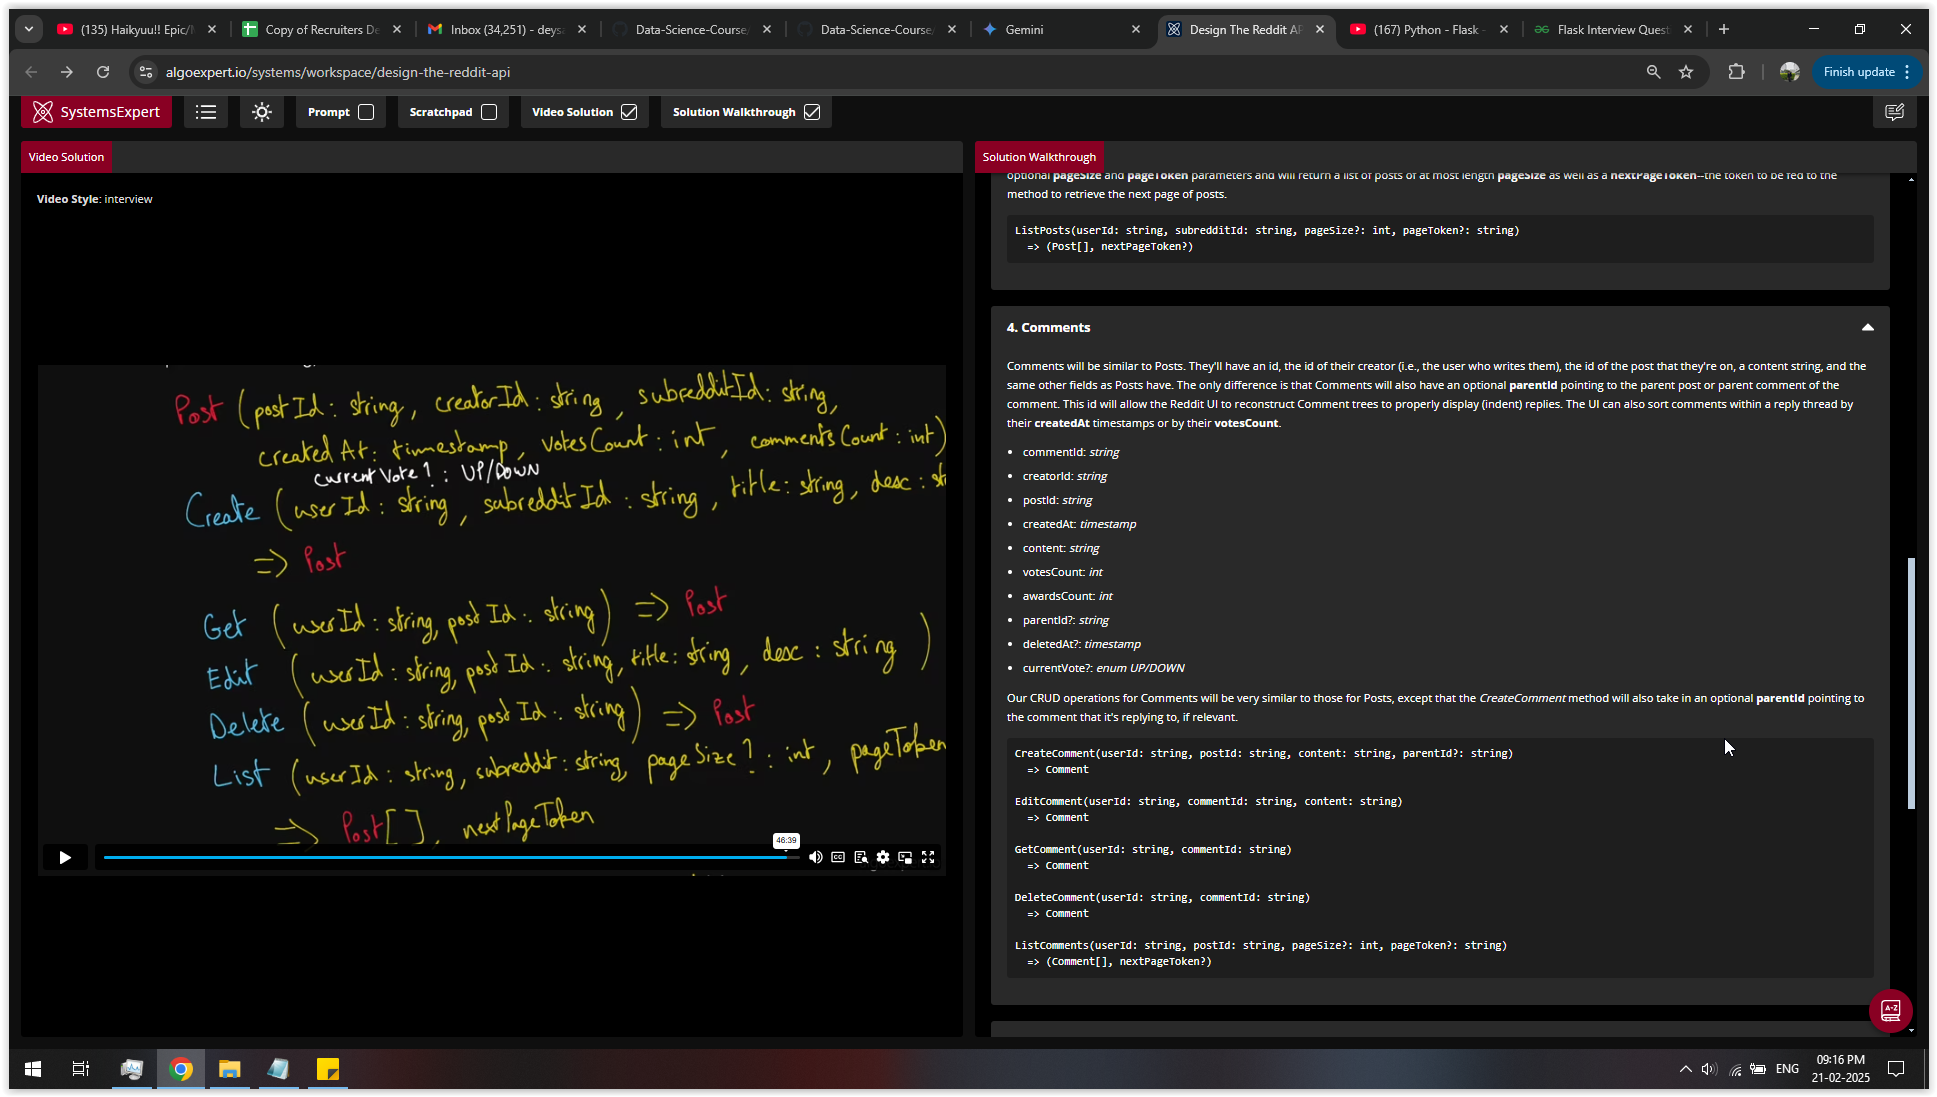 (135) Haikyuu!! Epic/
Copy of Recruiters De
Inbox (34,251) - deys
Data-Science-Course
Data-Science-Course
Gemini
Design The Reddit AP
(167) Python - Flask -
Flask Interview Quest
algoexpert.io/systems/workspace/design-the-reddit-api
Finish update
SystemsExpert
Prompt
Scratchpad
Video Solution
Solution Walkthrough
Video Solution
Video Style: interview
Post (postId: string, creatorId: string, subredditId: string,
createdAt: timestamp, votesCount: int, commentsCount: int)
currentVote?: UP/DOWN
Create (userId: string, subredditId: string, title: string, desc: st
=> Post
Get (userId: string, postId: string) => Post
Edit (userId: string, postId: string, title: string, desc: string)
Delete (userId: string, postId: string) => Post
List (userId: string, subreddit: string, pageSize?: int, pageToken
=> Post[], nextPageToken
46:39
Solution Walkthrough
optional pageSize and pageToken parameters and will return a list of posts of at most length pageSize as well as a nextPageToken--the token to be fed to the
method to retrieve the next page of posts.
ListPosts(userId: string, subredditId: string, pageSize?: int, pageToken?: string)
=> (Post[], nextPageToken?)
4. Comments
Comments will be similar to Posts. They'll have an id, the id of their creator (i.e., the user who writes them), the id of the post that they're on, a content string, and the
same other fields as Posts have. The only difference is that Comments will also have an optional parentId pointing to the parent post or parent comment of the
comment. This id will allow the Reddit UI to reconstruct Comment trees to properly display (indent) replies. The UI can also sort comments within a reply thread by
their createdAt timestamps or by their votesCount.
• commentId: string
• creatorId: string
• postId: string
• createdAt: timestamp
• content: string
• votesCount: int
• awardsCount: int
• parentId?: string
• deletedAt?: timestamp
• currentVote?: enum UP/DOWN
Our CRUD operations for Comments will be very similar to those for Posts, except that the CreateComment method will also take in an optional parentId pointing to
the comment that it's replying to, if relevant.
CreateComment(userId: string, postId: string, content: string, parentId?: string)
=> Comment
EditComment(userId: string, commentId: string, content: string)
=> Comment
GetComment(userId: string, commentId: string)
=> Comment
DeleteComment(userId: string, commentId: string)
=> Comment
ListComments(userId: string, postId: string, pageSize?: int, pageToken?: string)
=> (Comment[], nextPageToken?)
A-Z
ENG
09:16 PM
21-02-2025